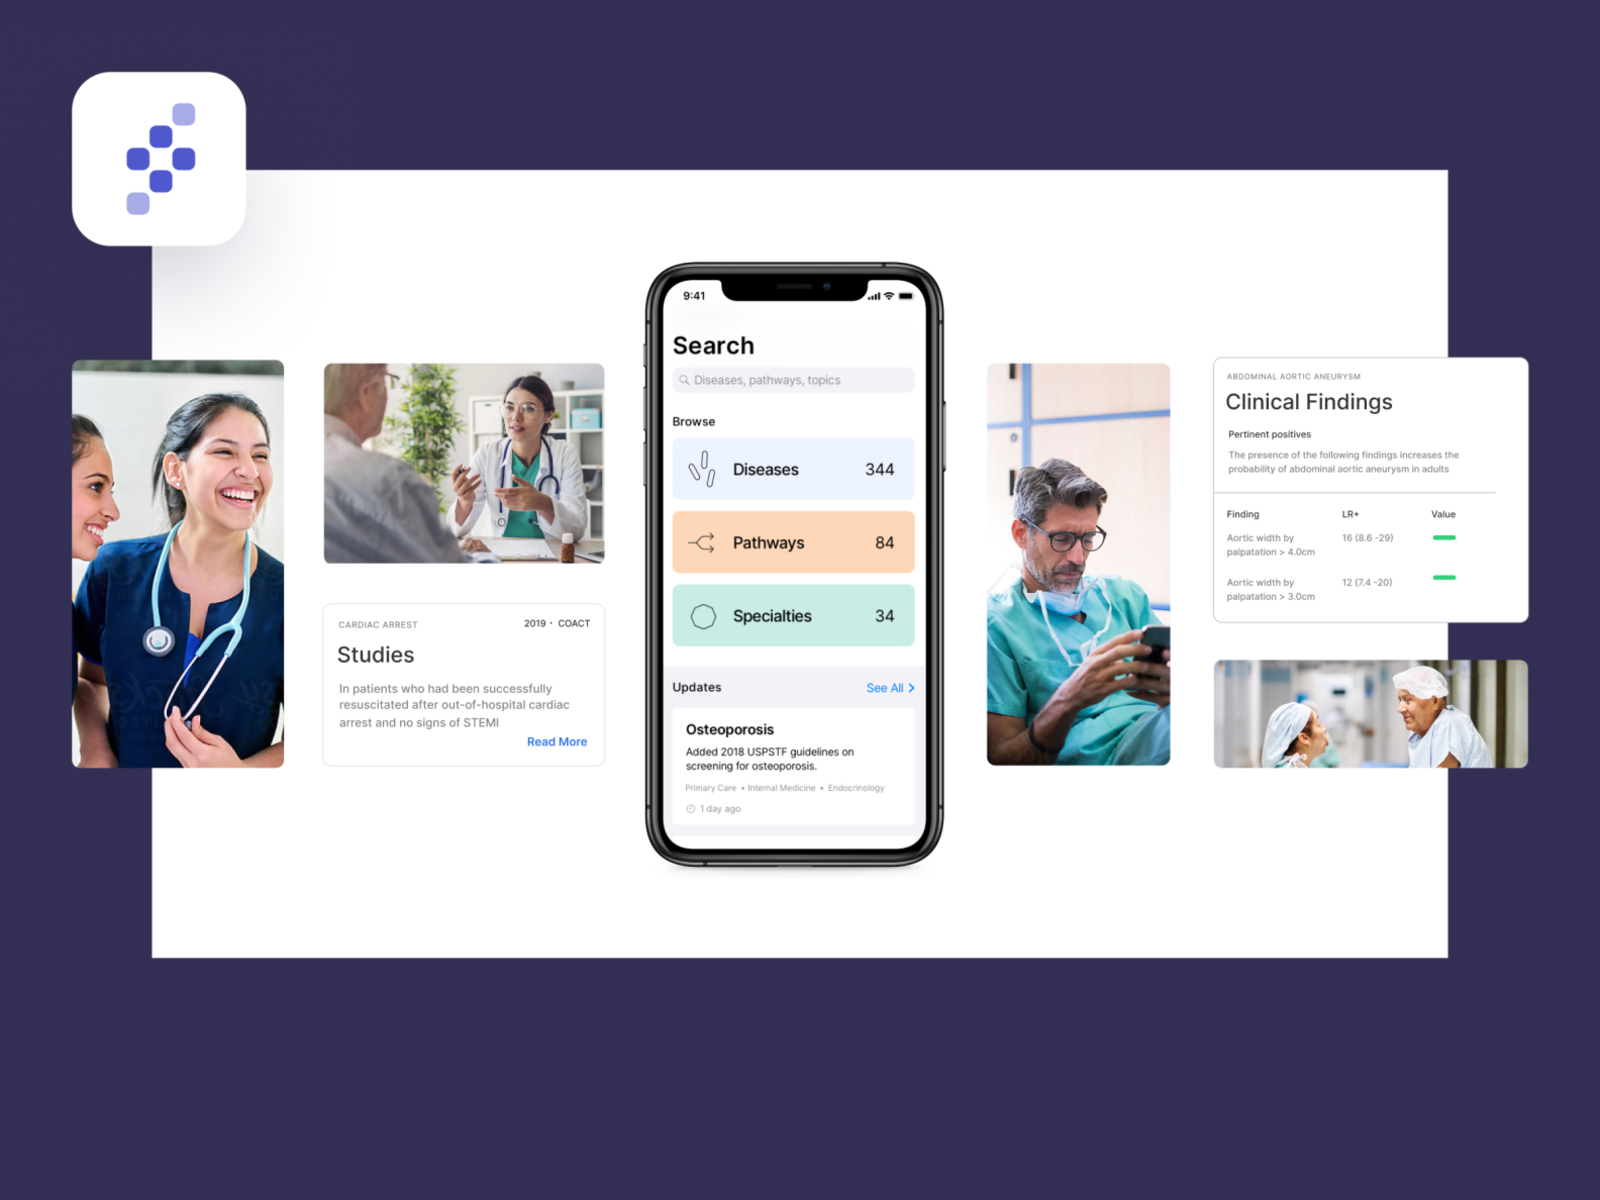 CARDIAC ARREST
2019 · COACT
Studies
In patients who had been successfully
resuscitated after out-of-hospital cardiac
arrest and no signs of STEMI
Read More
9:41
Search
Diseases, pathways, topics
Browse
Diseases 344
Pathways 84
Specialties 34
Updates
See All
Osteoporosis
Added 2018 USPSTF guidelines on
screening for osteoporosis.
Primary Care • Internal Medicine • Endocrinology
1 day ago
ABDOMINAL AORTIC ANEURYSM
Clinical Findings
Pertinent positives
The presence of the following findings increases the
probability of abdominal aortic aneurysm in adults
Finding LR+ Value
Aortic width by 16 (8.6 -29)
palpatation > 4.0cm
Aortic width by 12 (7.4 -20)
palpatation > 3.0cm